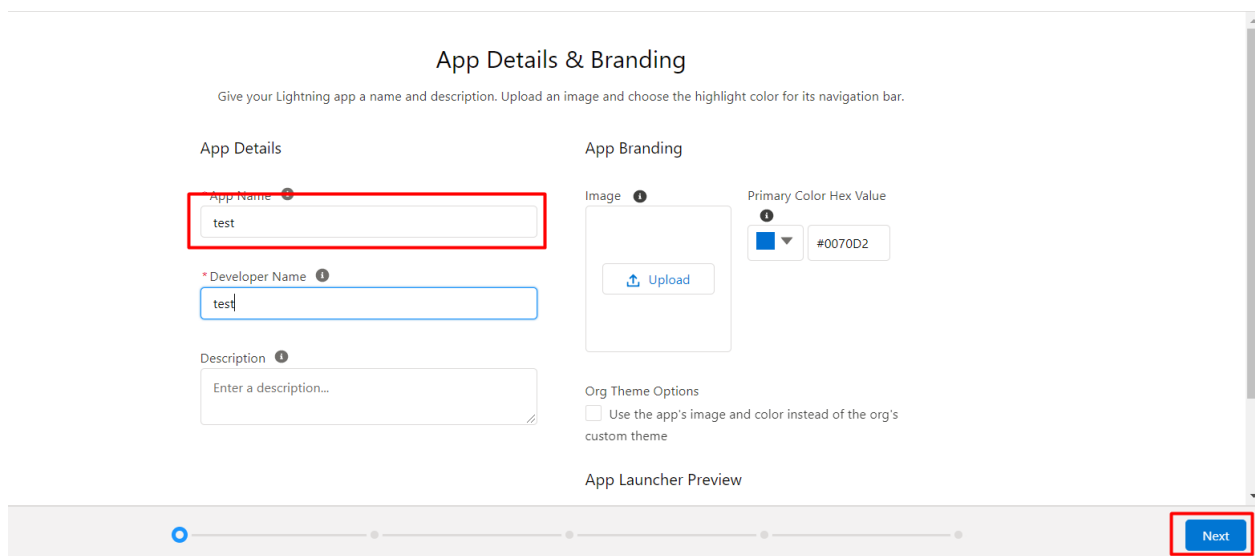 App Details & Branding
Give your Lightning app a name and description. Upload an image and choose the highlight color for its navigation bar.
App Details
*App Name
test
*Developer Name
test
Description
Enter a description...
App Branding
Image
Upload
Primary Color Hex Value
#0070D2
Org Theme Options
Use the app's image and color instead of the org's
custom theme
App Launcher Preview
Next